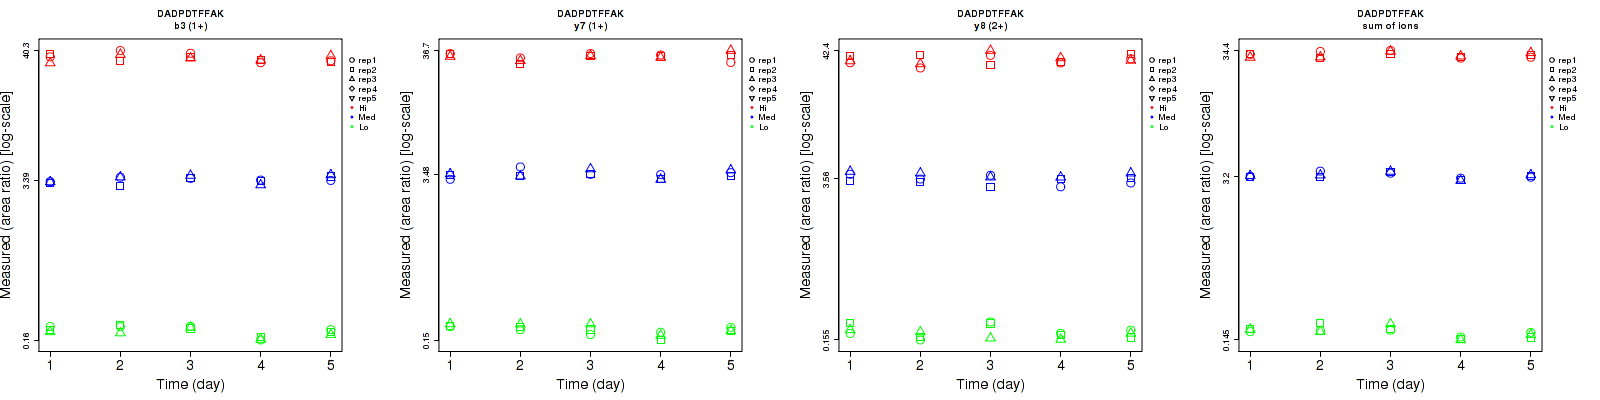 DADPDTFFAK
b3 (1+)
Measured (area ratio) [log-scale]
40.3
3.39
0.16
1 2 3 4 5
Time (day)
rep1
rep2
rep3
rep4
rep5
Hi
Med
Lo
DADPDTFFAK
y7 (1+)
Measured (area ratio) [log-scale]
36.7
3.48
0.15
1 2 3 4 5
Time (day)
rep1
rep2
rep3
rep4
rep5
Hi
Med
Lo
DADPDTFFAK
y8 (2+)
Measured (area ratio) [log-scale]
42.4
3.56
0.155
1 2 3 4 5
Time (day)
rep1
rep2
rep3
rep4
rep5
Hi
Med
Lo
DADPDTFFAK
sum of ions
Measured (area ratio) [log-scale]
34.4
3.2
0.145
1 2 3 4 5
Time (day)
rep1
rep2
rep3
rep4
rep5
Hi
Med
Lo